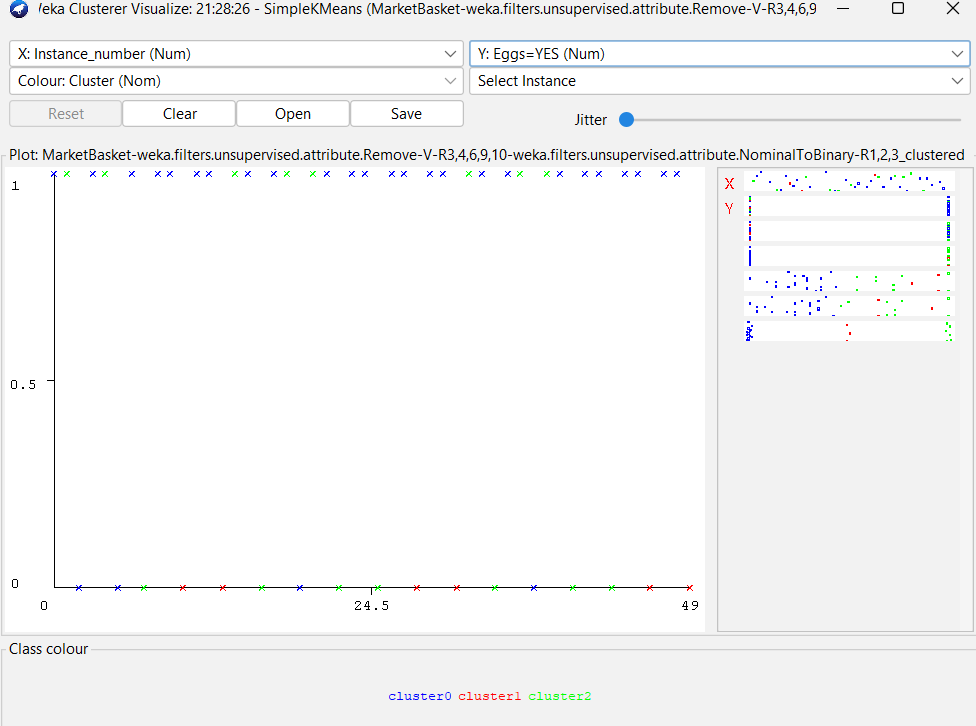 Weka Clusterer Visualize: 21:28:26 - SimpleKMeans (MarketBasket-weka.filters.unsupervised.attribute.Remove-V-R3,4,6,9
X: Instance_number (Num)
Y: Eggs=YES (Num)
Colour: Cluster (Nom)
Select Instance
Reset
Clear
Open
Save
Jitter
Plot: MarketBasket-weka.filters.unsupervised.attribute.Remove-V-R3,4,6,9,10-weka.filters.unsupervised.attribute.NominalToBinary-R1,2,3_clustered
1
0.5
0
0
24.5
49
X
Y
Class colour
cluster0 cluster1 cluster2